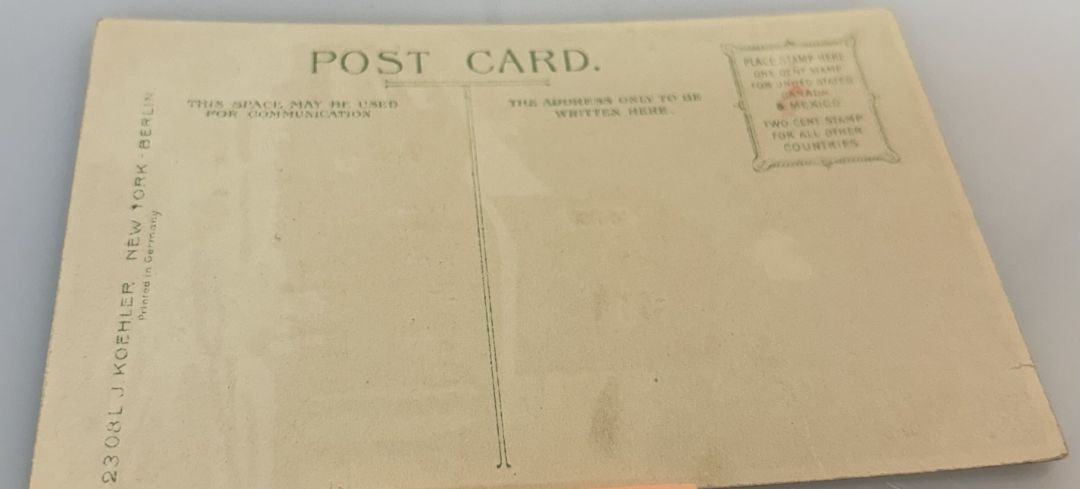 POST CARD.
THIS SPACE MAY BE USED
FOR COMMUNICATION
THE ADDRESS ONLY TO BE
WRITTEN HERE.
PLACE STAMP HERE
ONE CENT STAMP
FOR UNITED STATES
CANADA
& MEXICO
TWO CENT STAMP
FOR ALL OTHER
COUNTRIES
2308 L J KOEHLER, NEW YORK-BERLIN
Printed in Germany